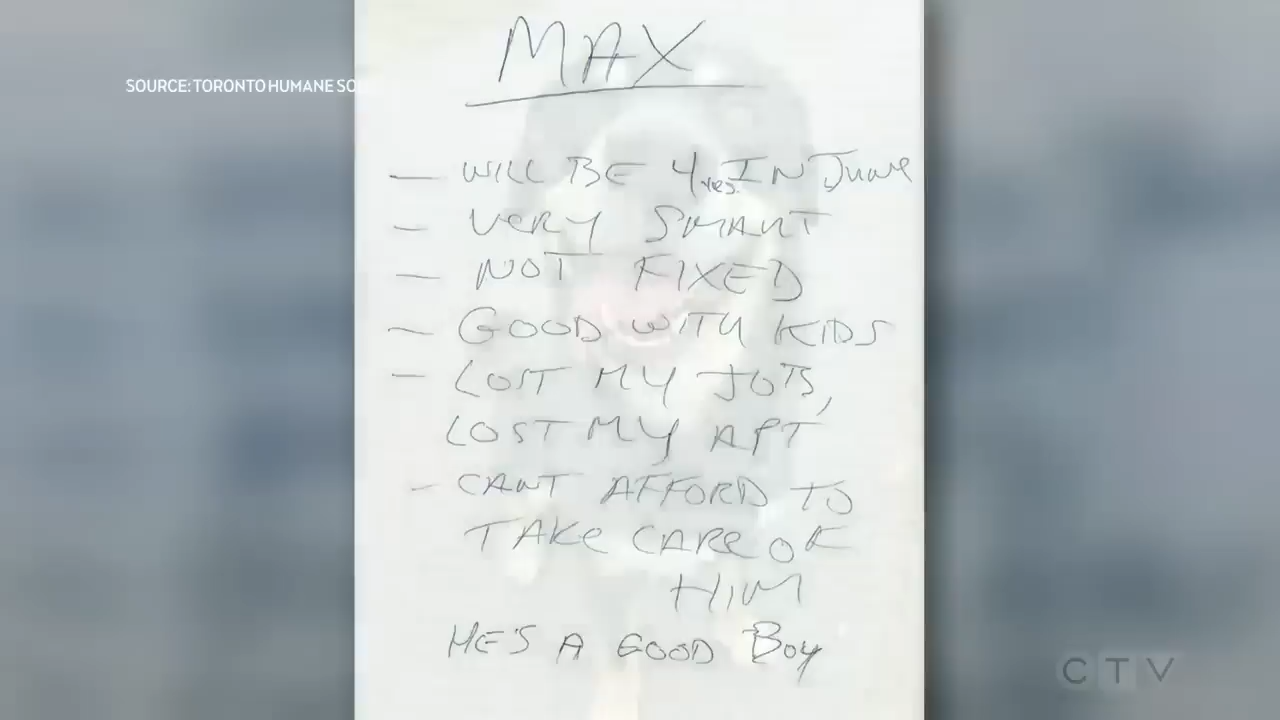 MAX
SOURCE: TORONTO HUMANE SO
— WILL BE 4 YRS. IN JUNE
— VERY SMART
— NOT FIXED
— GOOD WITH KIDS
— LOST MY JOB,
LOST MY APT
- CANT AFFORD TO
TAKE CARE OF
HIM
HE'S A GOOD BOY
CTV